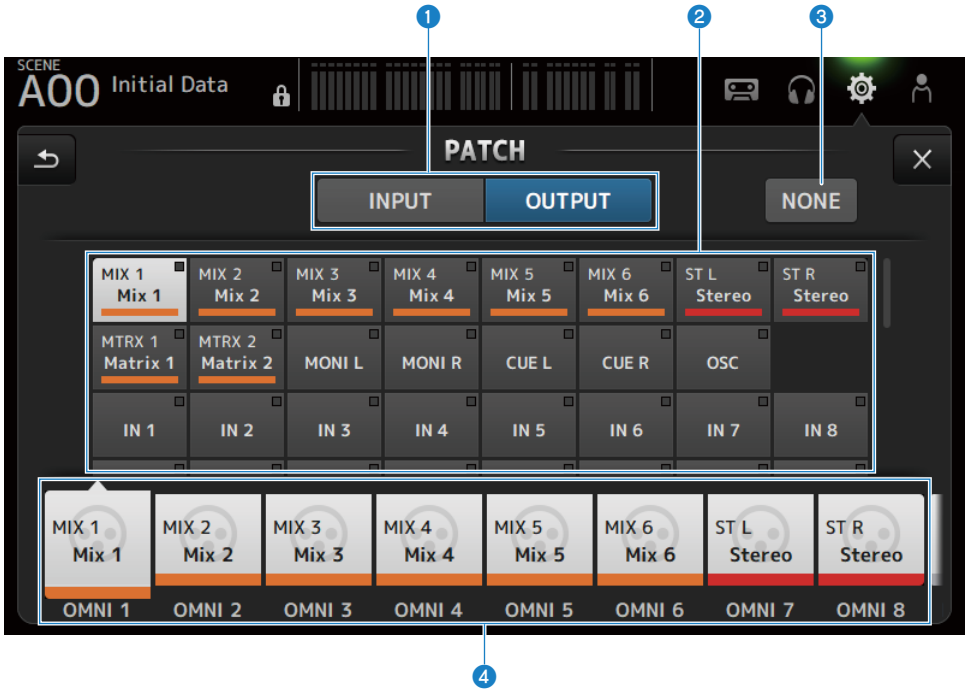 1 2 3
SCENE
A00 Initial Data
PATCH
INPUT OUTPUT NONE
MIX 1 MIX 2 MIX 3 MIX 4 MIX 5 MIX 6 ST L ST R
Mix 1 Mix 2 Mix 3 Mix 4 Mix 5 Mix 6 Stereo Stereo
MTRX 1 MTRX 2
Matrix 1 Matrix 2 MONI L MONI R CUE L CUE R OSC
IN 1 IN 2 IN 3 IN 4 IN 5 IN 6 IN 7 IN 8
MIX 1 MIX 2 MIX 3 MIX 4 MIX 5 MIX 6 ST L ST R
Mix 1 Mix 2 Mix 3 Mix 4 Mix 5 Mix 6 Stereo Stereo
OMNI 1 OMNI 2 OMNI 3 OMNI 4 OMNI 5 OMNI 6 OMNI 7 OMNI 8
4